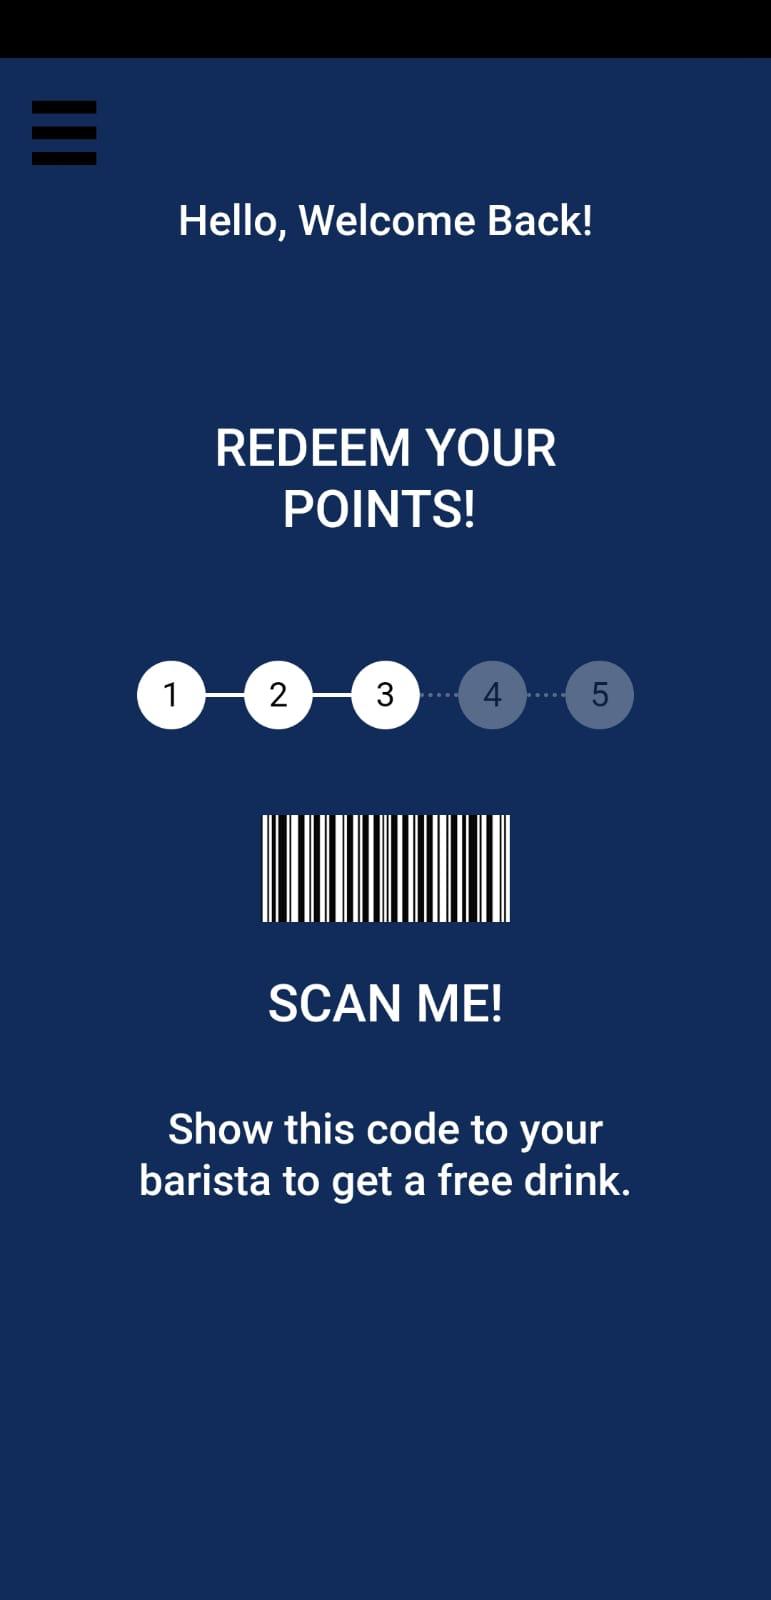 Hello, Welcome Back!
REDEEM YOUR
POINTS!
1 2 3 4 5
SCAN ME!
Show this code to your
barista to get a free drink.